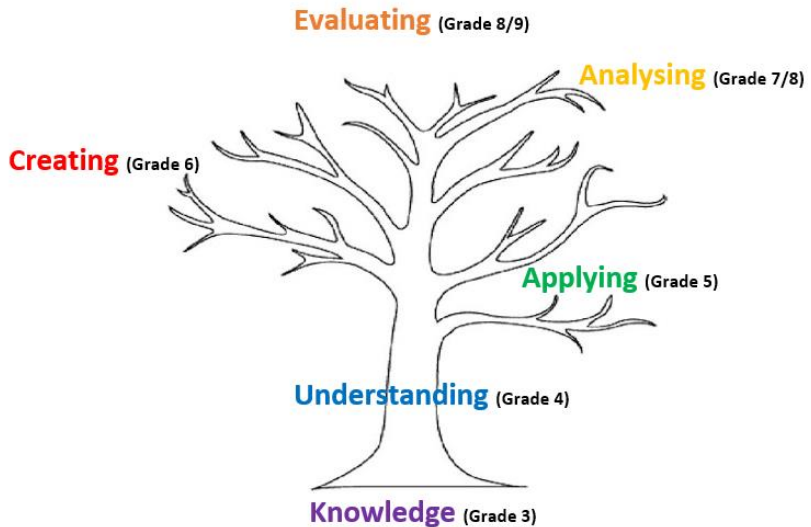 Evaluating (Grade 8/9)
Analysing (Grade 7/8)
Creating (Grade 6)
Applying (Grade 5)
Understanding (Grade 4)
Knowledge (Grade 3)